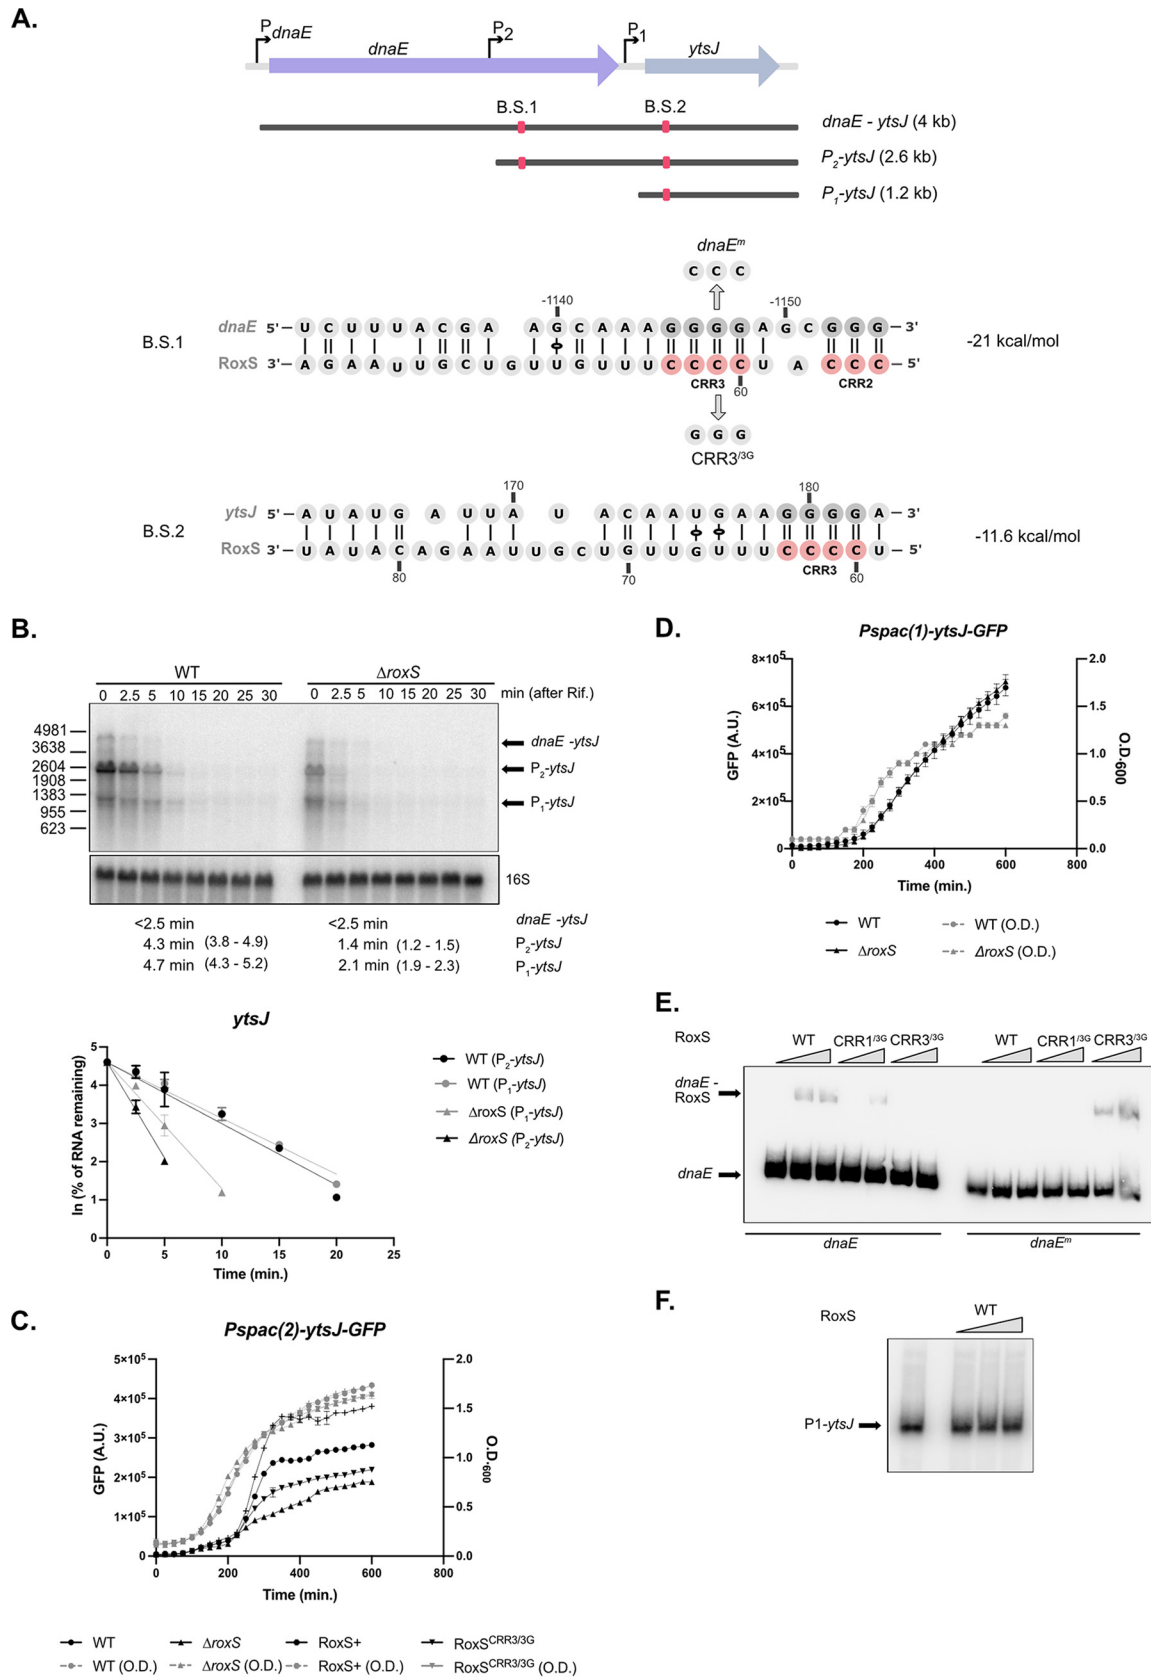 A.
P dnaE
dnaE
P2
P1
ytsJ
B.S.1
B.S.2
dnaE - ytsJ (4 kb)
P2-ytsJ (2.6 kb)
P1-ytsJ (1.2 kb)
dnaEm
C C C
-1140
-1150
B.S.1
dnaE 5' U C U U U A C G A A G C A A A G G G G A G C G G G 3'
RoxS 3' A G A A U U G C U G U U G U U U C C C C U A C C C 5'
-21 kcal/mol
CRR3
60
CRR2
G G G
CRR3/3G
170
180
B.S.2
ytsJ 5' A U A U G A U U A U A C A A U G A A G G G G A 3'
RoxS 3' U A U A C A G A A U U G C U G U U G U U U C C C C U 5'
-11.6 kcal/mol
80
70
CRR3
60
B.
WT
ΔroxS
0 2.5 5 10 15 20 25 30
0 2.5 5 10 15 20 25 30
min (after Rif.)
4981
3638
2604
1908
1383
955
623
dnaE -ytsJ
P2-ytsJ
P1-ytsJ
16S
<2.5 min <2.5 min dnaE -ytsJ
4.3 min (3.8 - 4.9) 1.4 min (1.2 - 1.5) P2-ytsJ
4.7 min (4.3 - 5.2) 2.1 min (1.9 - 2.3) P1-ytsJ
ytsJ
ln (% of RNA remaining)
5
4
3
2
1
0
0 5 10 15 20 25
Time (min.)
WT (P2-ytsJ)
WT (P1-ytsJ)
ΔroxS (P1-ytsJ)
ΔroxS (P2-ytsJ)
C.
Pspac(2)-ytsJ-GFP
GFP (A.U.)
5×10⁵
4×10⁵
3×10⁵
2×10⁵
1×10⁵
0
2.0
1.5
1.0
0.5
0.0
O.D.600
0 200 400 600 800
Time (min.)
WT ΔroxS RoxS+ RoxSCRR3/3G
WT (O.D.) ΔroxS (O.D.) RoxS+ (O.D.) RoxSCRR3/3G (O.D.)
D.
Pspac(1)-ytsJ-GFP
GFP (A.U.)
8×10⁵
6×10⁵
4×10⁵
2×10⁵
0
2.0
1.5
1.0
0.5
0.0
O.D.600
0 200 400 600 800
Time (min.)
WT WT (O.D.)
ΔroxS ΔroxS (O.D.)
E.
RoxS
WT CRR1/3G CRR3/3G
WT CRR1/3G CRR3/3G
dnaE -
RoxS
dnaE
dnaE
dnaEm
F.
RoxS
WT
P1-ytsJ